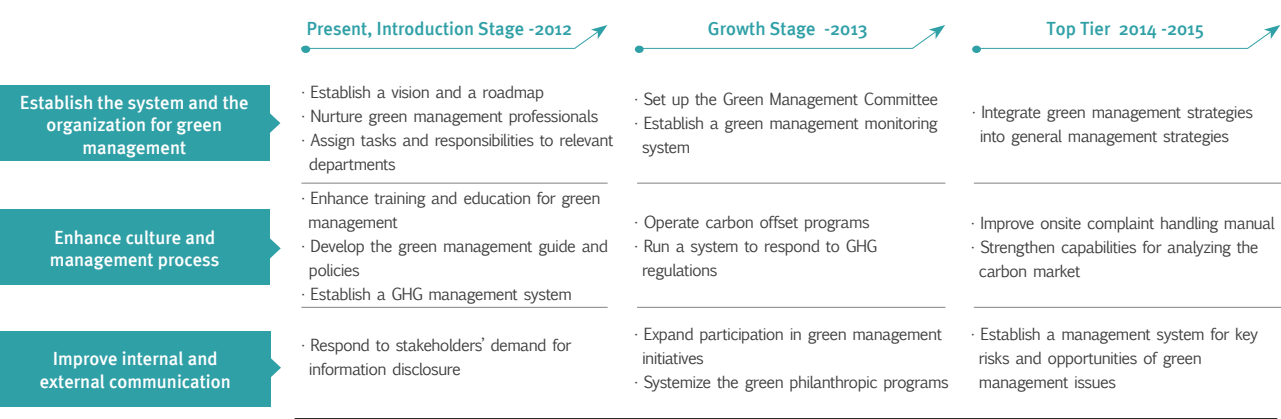 Present, Introduction Stage -2012
Growth Stage -2013
Top Tier 2014 -2015
Establish the system and the
organization for green
management
· Establish a vision and a roadmap
· Nurture green management professionals
· Assign tasks and responsibilities to relevant
departments
· Set up the Green Management Committee
· Establish a green management monitoring
system
· Integrate green management strategies
into general management strategies
Enhance culture and
management process
· Enhance training and education for green
management
· Develop the green management guide and
policies
· Establish a GHG management system
· Operate carbon offset programs
· Run a system to respond to GHG
regulations
· Improve onsite complaint handling manual
· Strengthen capabilities for analyzing the
carbon market
Improve internal and
external communication
· Respond to stakeholders’ demand for
information disclosure
· Expand participation in green management
initiatives
· Systemize the green philanthropic programs
· Establish a management system for key
risks and opportunities of green
management issues